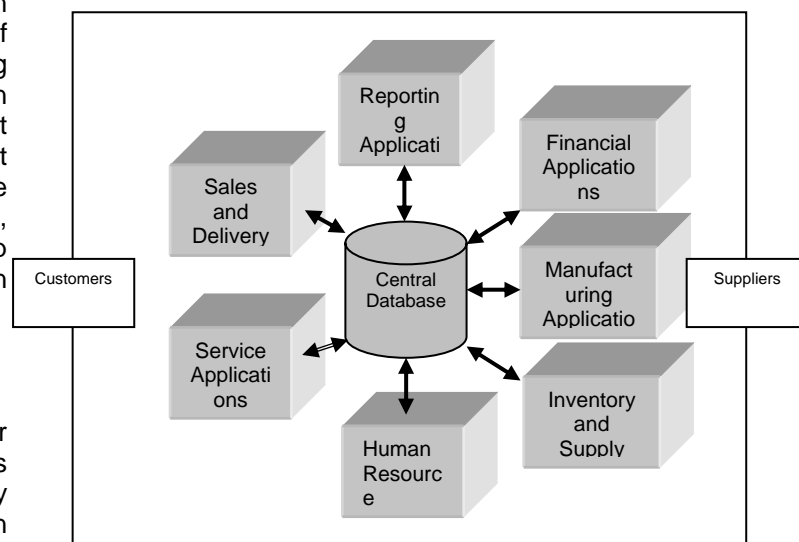 n
f
g
n
t
t
e
,
o
n
r
s
y
n
Reportin
g
Applicati
Financial
Applicatio
ns
Sales
and
Delivery
Customers
Central
Database
Manufact
uring
Applicatio
Suppliers
Service
Applicati
ons
Inventory
and
Supply
Human
Resourc
e